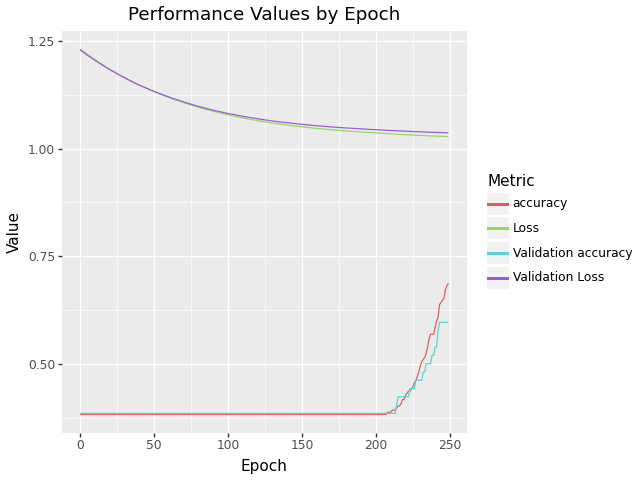 Performance Values by Epoch
1.25
1.00
0.75
0.50
Value
0 50 100 150 200 250
Epoch
Metric
accuracy
Loss
Validation accuracy
Validation Loss